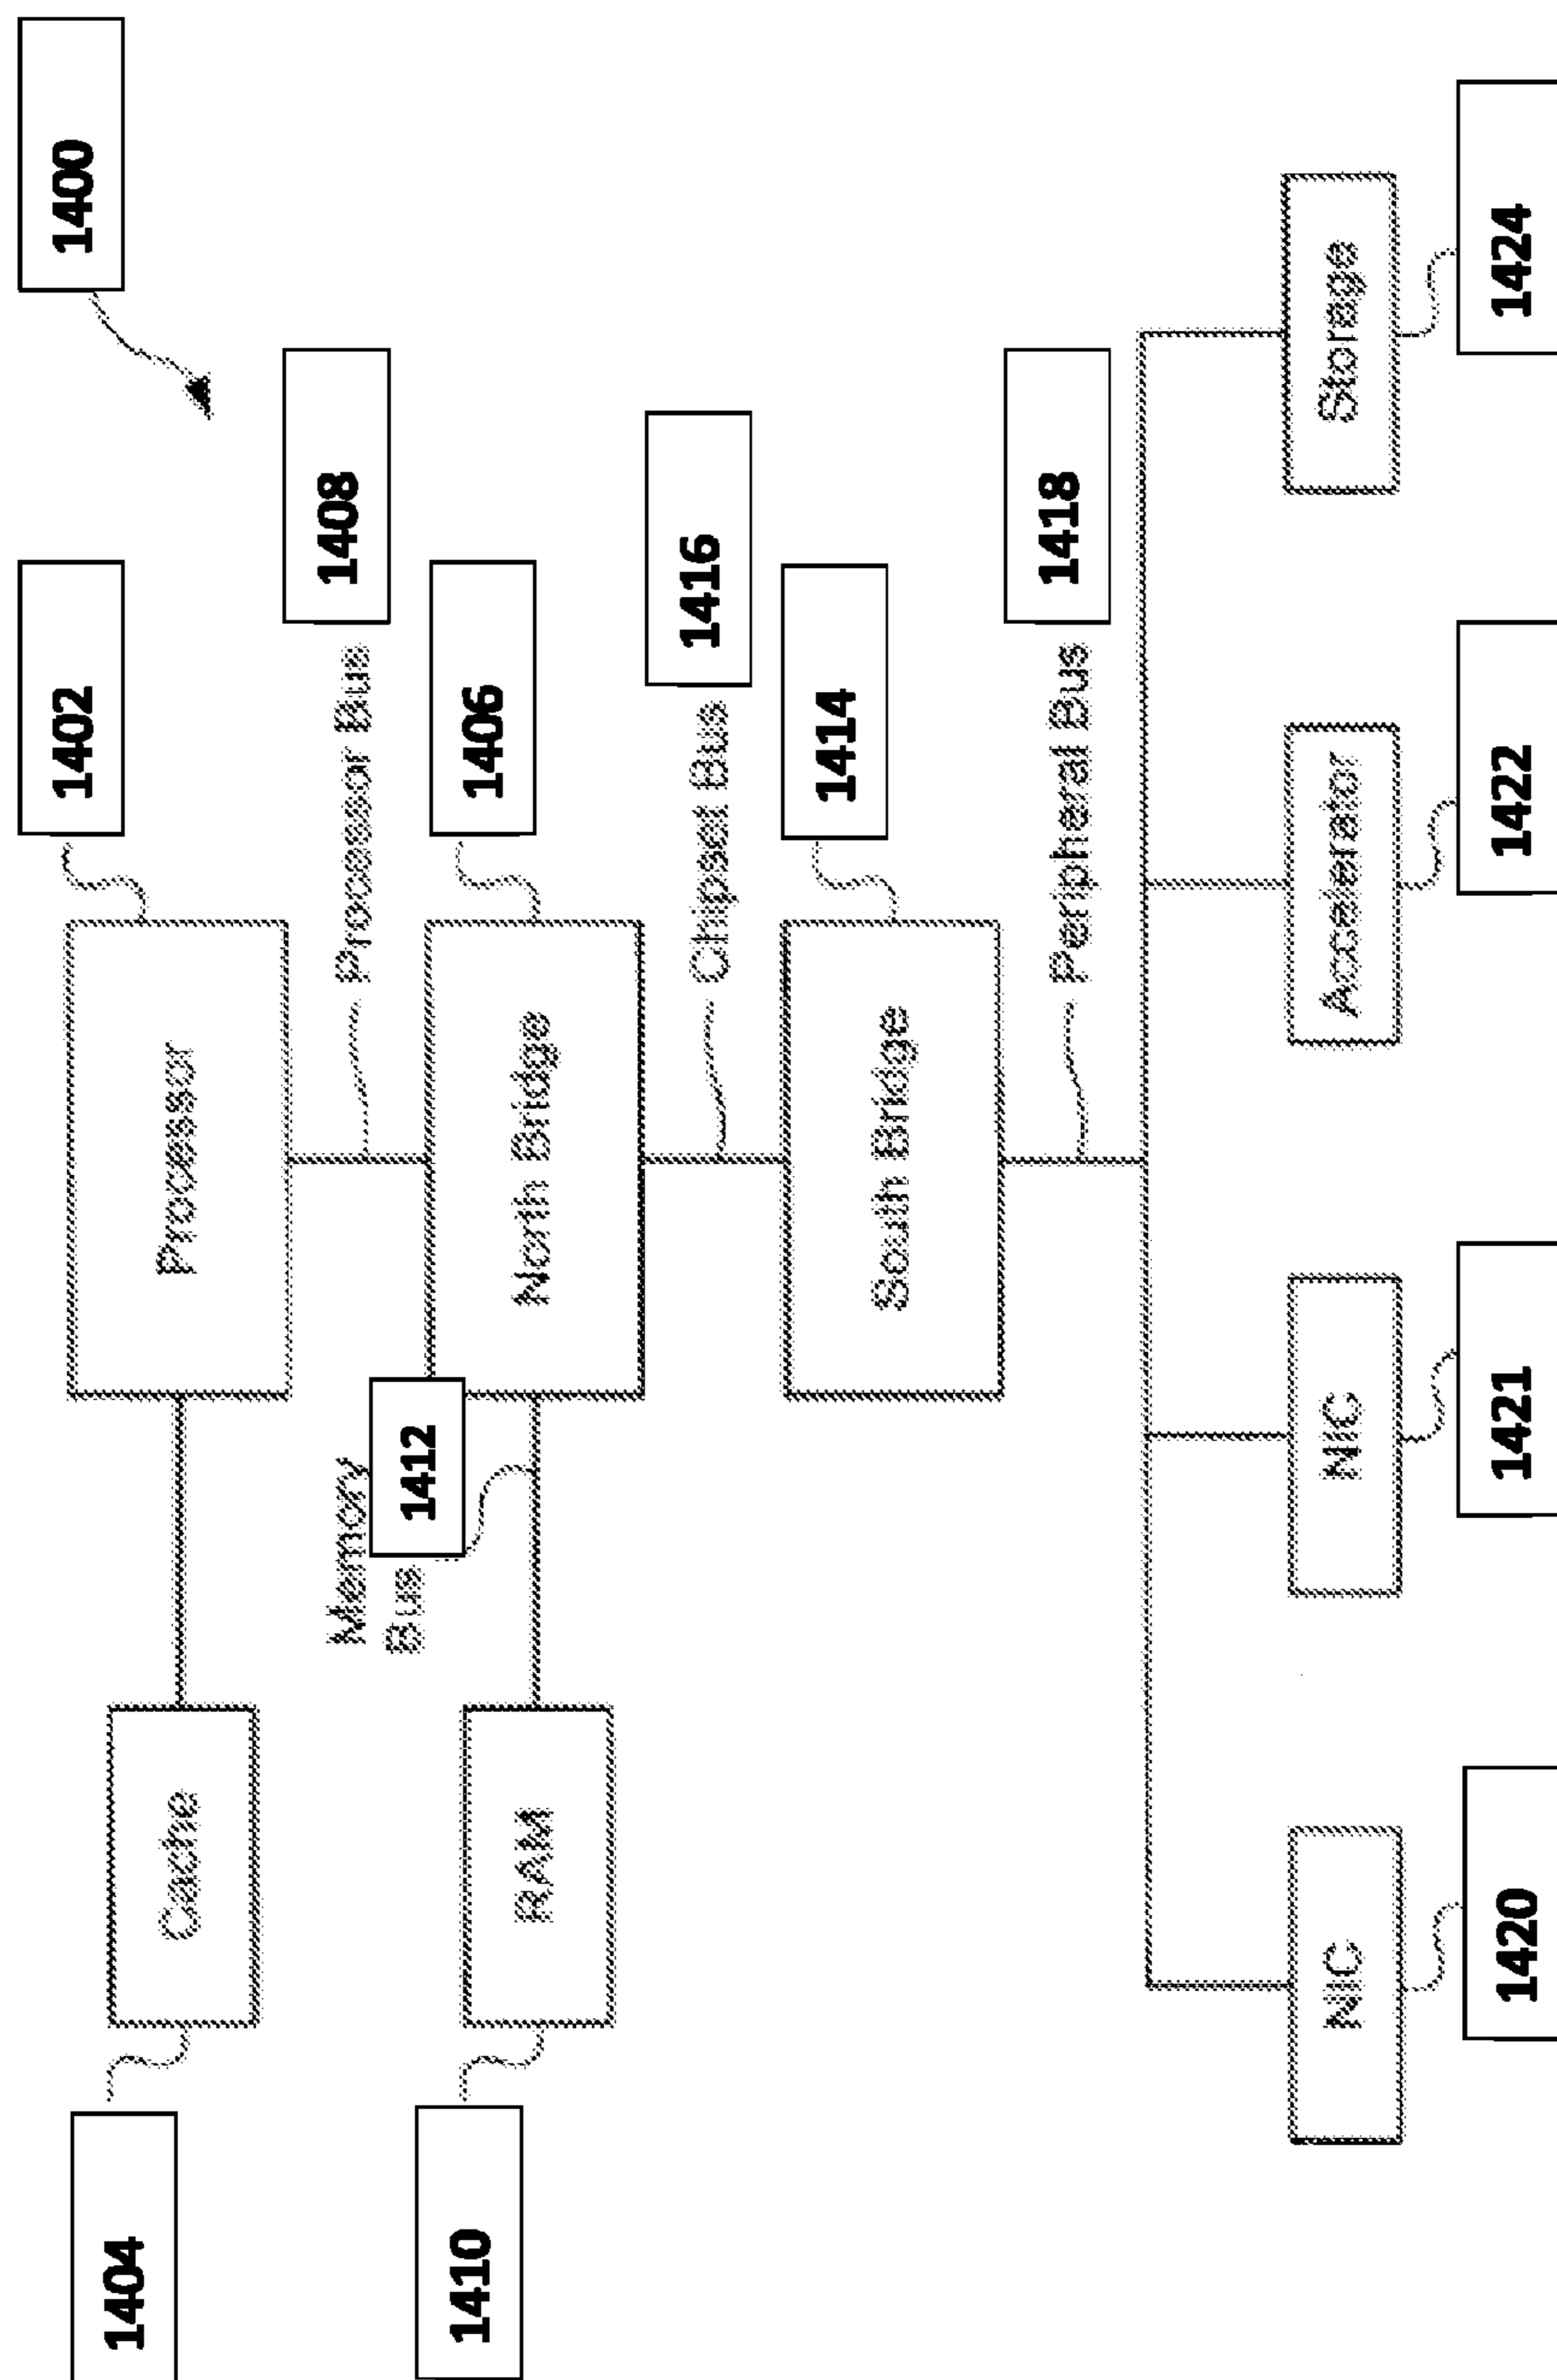 1400
1402
Processor
Cache
1404
Processor Bus
1408
1406
North Bridge
Memory
Bus
1412
RAM
1410
Chipset Bus
1416
1414
South Bridge
Peripheral Bus
1418
NIC
NIC
Accelerator
Storage
1420
1421
1422
1424